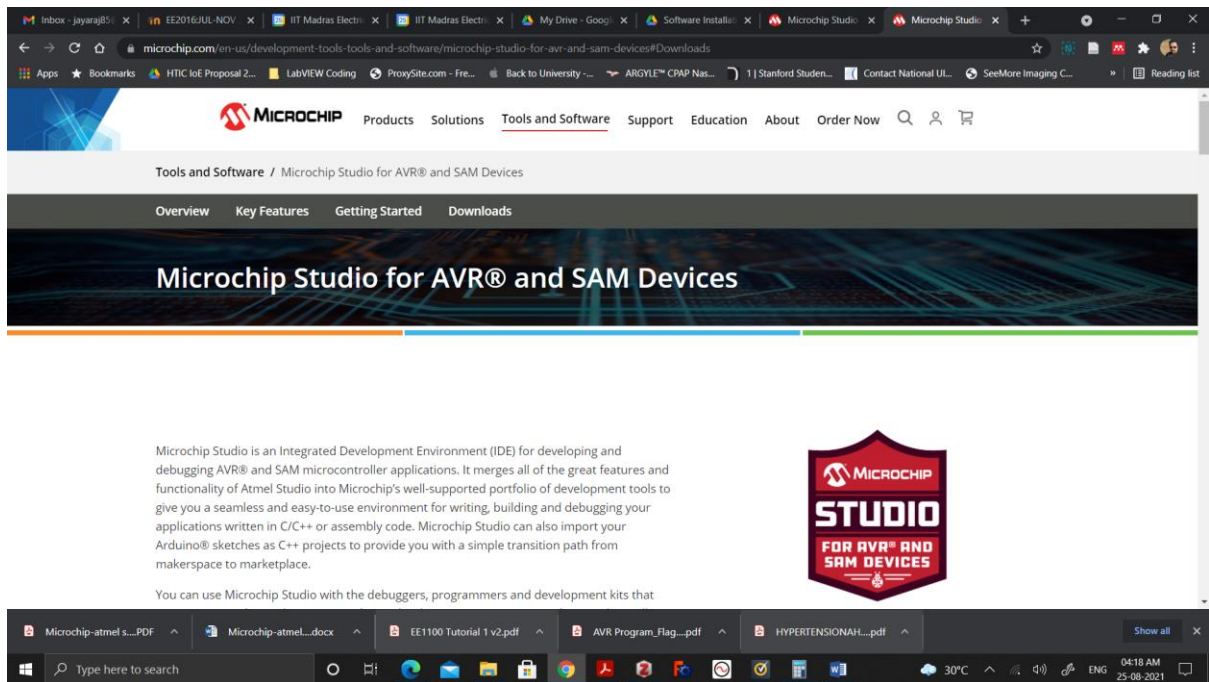 Inbox - jayaraj85
EE2016:JUL-NOV
IIT Madras Electri
IIT Madras Electri
My Drive - Googl
Software Installati
Microchip Studio
Microchip Studio
microchip.com/en-us/development-tools-tools-and-software/microchip-studio-for-avr-and-sam-devices#Downloads
Apps
Bookmarks
HTIC IoE Proposal 2...
LabVIEW Coding
ProxySite.com - Fre...
Back to University -...
ARGYLE™ CPAP Nas...
1 | Stanford Studen...
Contact National UI...
SeeMore Imaging C...
»
Reading list
MICROCHIP
Products Solutions Tools and Software Support Education About Order Now
Tools and Software / Microchip Studio for AVR® and SAM Devices
Overview Key Features Getting Started Downloads
Microchip Studio for AVR® and SAM Devices
Microchip Studio is an Integrated Development Environment (IDE) for developing and
debugging AVR® and SAM microcontroller applications. It merges all of the great features and
functionality of Atmel Studio into Microchip's well-supported portfolio of development tools to
give you a seamless and easy-to-use environment for writing, building and debugging your
applications written in C/C++ or assembly code. Microchip Studio can also import your
Arduino® sketches as C++ projects to provide you with a simple transition path from
makerspace to marketplace.
You can use Microchip Studio with the debuggers, programmers and development kits that
MICROCHIP
STUDIO
FOR AVR® AND
SAM DEVICES
Microchip-atmel s....PDF
Microchip-atmel....docx
EE1100 Tutorial 1 v2.pdf
AVR Program_Flag....pdf
HYPERTENSIONAH....pdf
Show all
Type here to search
30°C
ENG
04:18 AM
25-08-2021